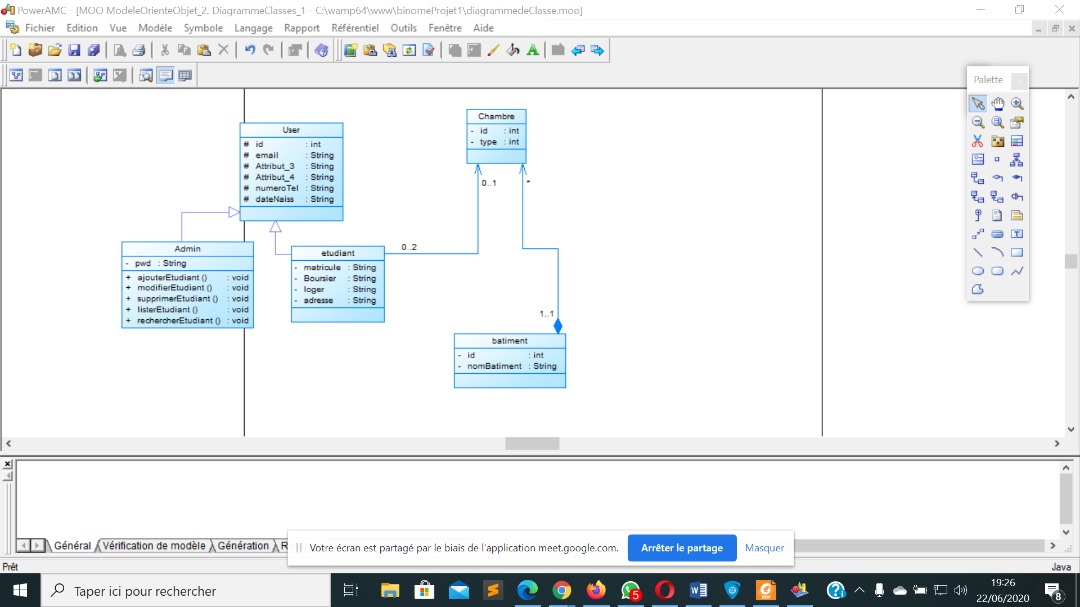 PowerAMC - [MOO ModeleOrienteObjet_2, DiagrammeClasses_1 - C:\wamp64\www\binomeProjet1\diagrammedeClasse.moo]
Fichier Edition Vue Modèle Symbole Langage Rapport Référentiel Outils Fenêtre Aide
Palette
Chambre
- id : int
- type : int
User
# id : int
# email : String
# Attribut_3 : String
# Attribut_4 : String
# numeroTel : String
# dateNaiss : String
0..1
*
0..2
Admin
- pwd : String
+ ajouterEtudiant () : void
+ modifierEtudiant () : void
+ supprimerEtudiant () : void
+ listerEtudiant () : void
+ rechercherEtudiant () : void
etudiant
- matricule : String
- Boursier : String
- loger : String
- adresse : String
1..1
batiment
- id : int
- nomBatiment : String
Général Vérification de modèle Génération R
Votre écran est partagé par le biais de l'application meet.google.com. Arrêter le partage Masquer
Prêt Java
Taper ici pour rechercher
5
19:26
22/06/2020
8